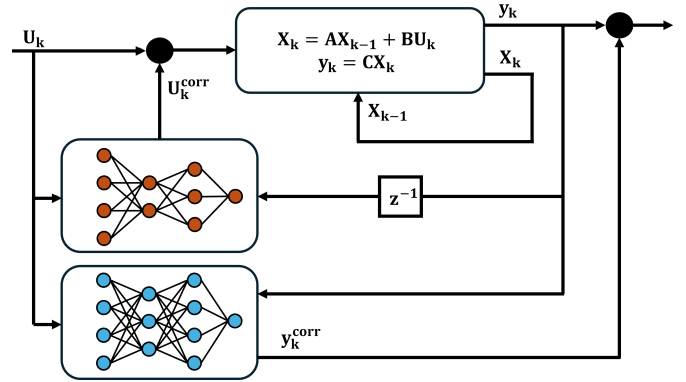 U_k
y_k
X_k = AX_{k−1} + BU_k
y_k = CX_k
X_k
U_k^{corr}
X_{k−1}
z^{−1}
y_k^{corr}